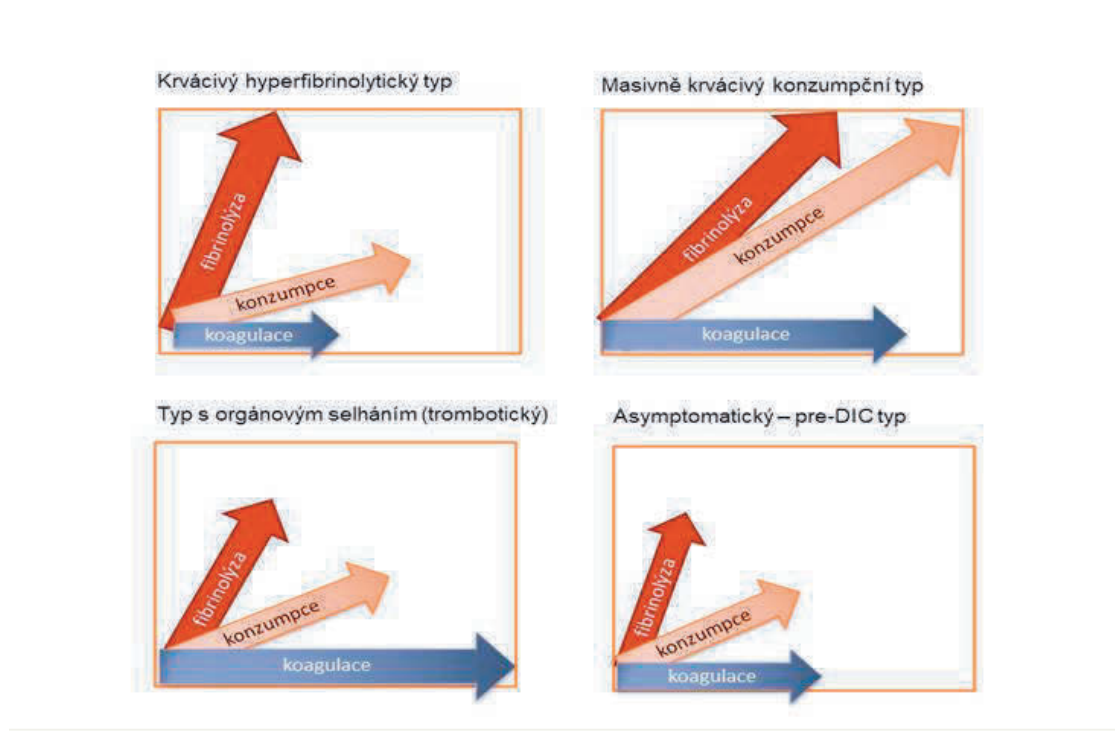 Krvácivý hyperfibrinolytický typ
fibrinolýza
konzumpce
koagulace
Masivně krvácivý konzumpční typ
fibrinolýza
konzumpce
koagulace
Typ s orgánovým selháním (trombotický)
fibrinolýza
konzumpce
koagulace
Asymptomatický – pre-DIC typ
fibrinolýza
konzumpce
koagulace